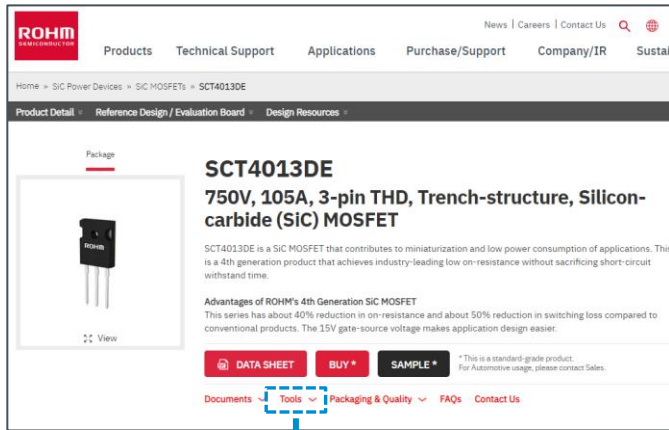 ROHM
SEMICONDUCTOR
News | Careers | Contact Us
Products Technical Support Applications Purchase/Support Company/IR Sustai
Home » SiC Power Devices » SiC MOSFETs » SCT4013DE
Product Detail Reference Design / Evaluation Board Design Resources
Package
ROHM
View
SCT4013DE
750V, 105A, 3-pin THD, Trench-structure, Silicon-
carbide (SiC) MOSFET
SCT4013DE is a SiC MOSFET that contributes to miniaturization and low power consumption of applications. This
is a 4th generation product that achieves industry-leading low on-resistance without sacrificing short-circuit
withstand time.
Advantages of ROHM's 4th Generation SiC MOSFET
This series has about 40% reduction in on-resistance and about 50% reduction in switching loss compared to
conventional products. The 15V gate-source voltage makes application design easier.
DATA SHEET BUY * SAMPLE * * This is a standard-grade product.
For Automotive usage, please contact Sales.
Documents Tools Packaging & Quality FAQs Contact Us